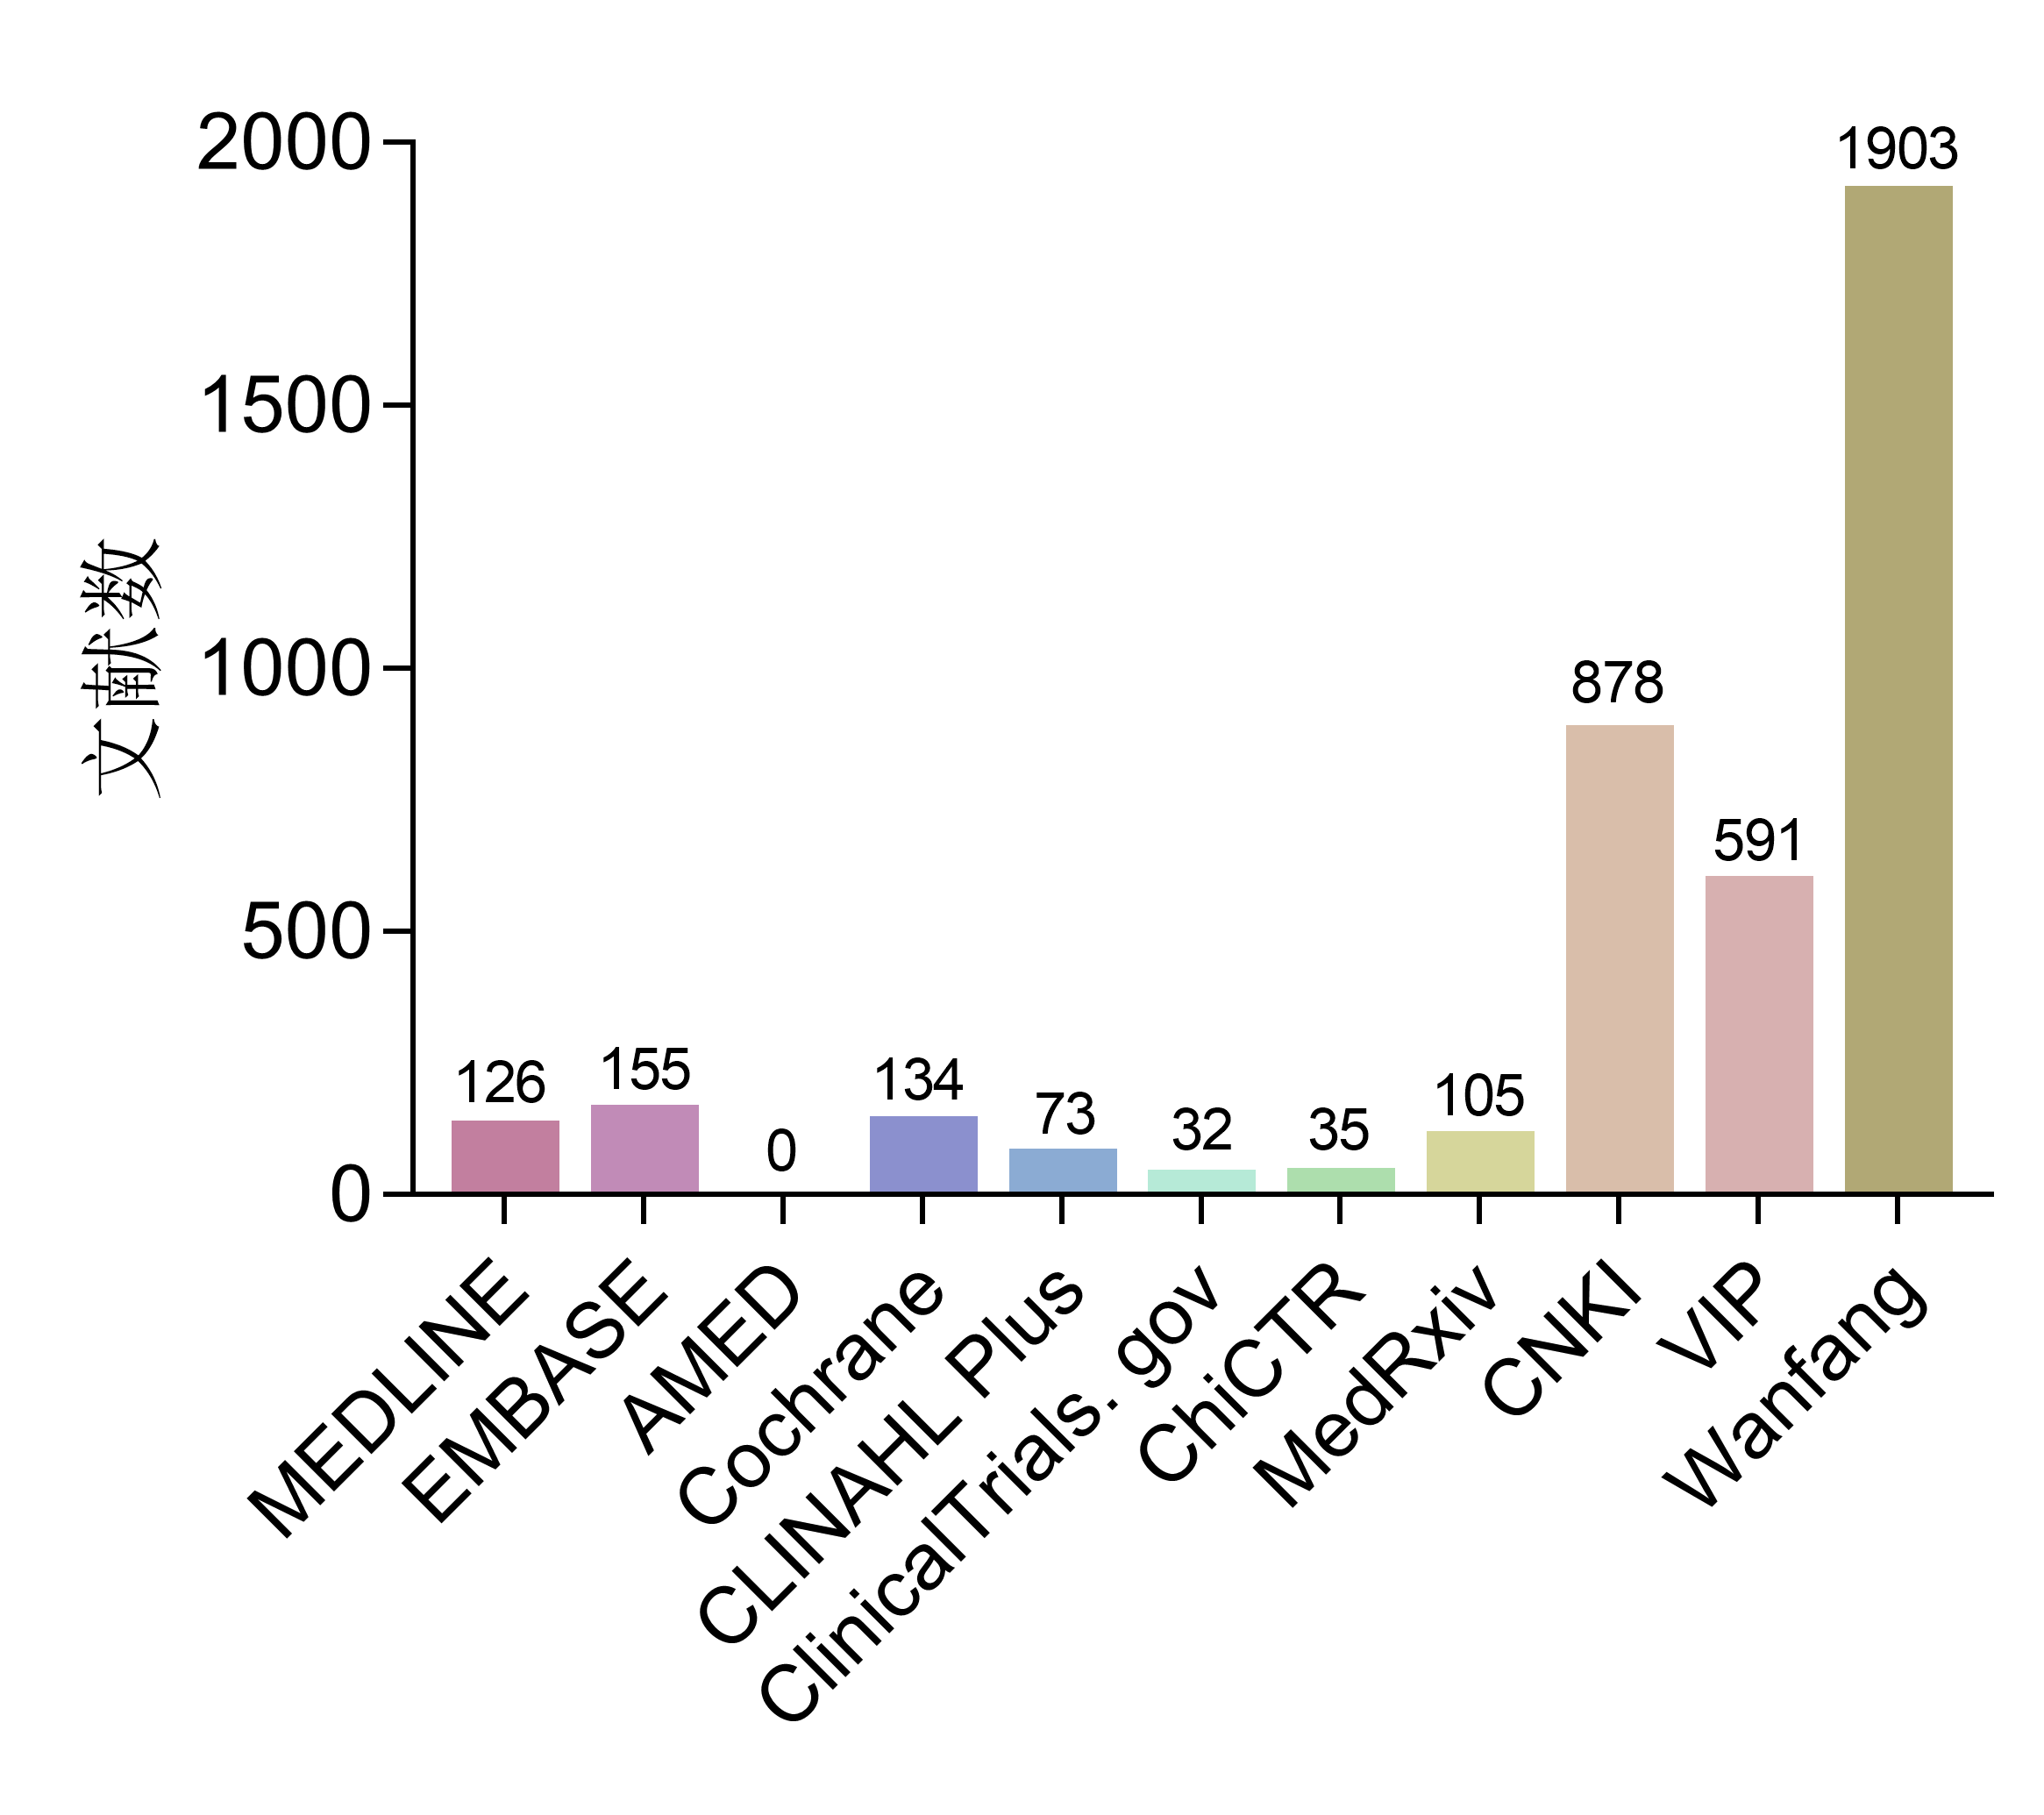 文献数
2000
1500
1000
500
0
126
155
0
134
73
32
35
105
878
591
1903
MEDLINE
EMBASE
AMED
Cochrane
CLINAHL Plus
ClinicalTrials. gov
ChiCTR
MedRxiv
CNKI
VIP
Wanfang